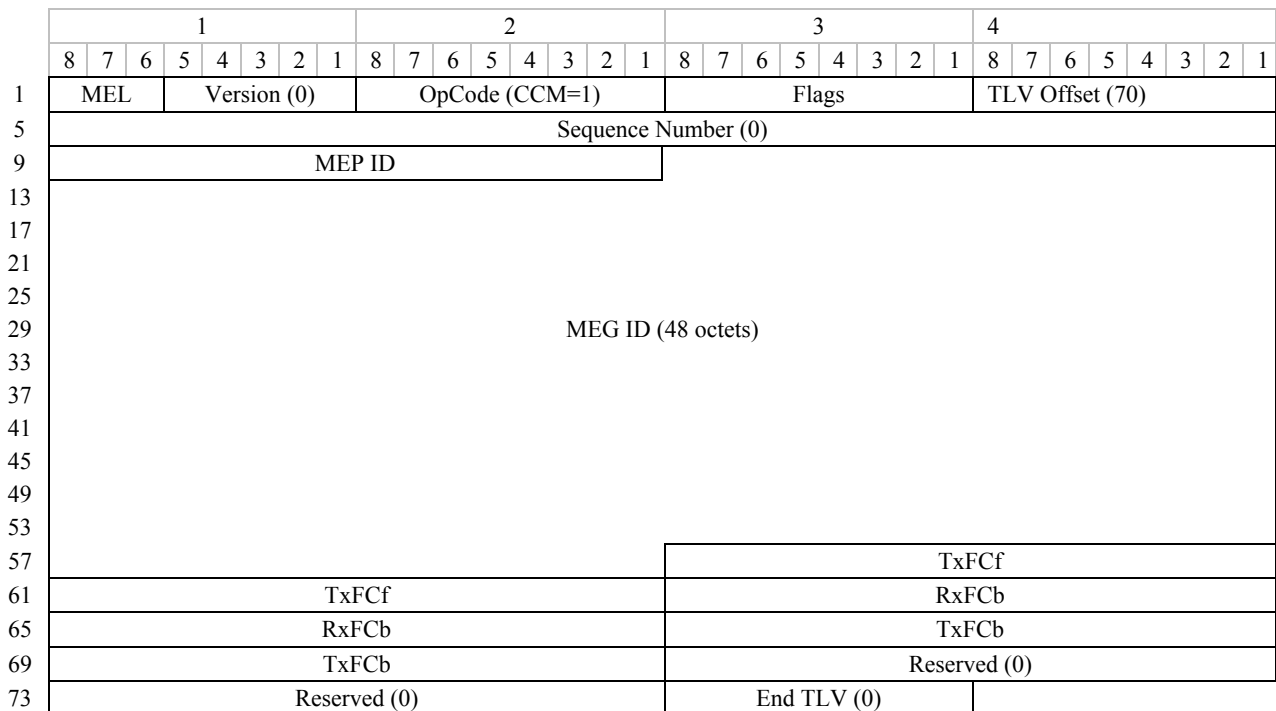 1 2 3 4
8 7 6 5 4 3 2 1 8 7 6 5 4 3 2 1 8 7 6 5 4 3 2 1 8 7 6 5 4 3 2 1
1 MEL Version (0) OpCode (CCM=1) Flags TLV Offset (70)
5 Sequence Number (0)
9 MEP ID
13
17
21
25
29 MEG ID (48 octets)
33
37
41
45
49
53
57 TxFCf
61 TxFCf RxFCb
65 RxFCb TxFCb
69 TxFCb Reserved (0)
73 Reserved (0) End TLV (0)